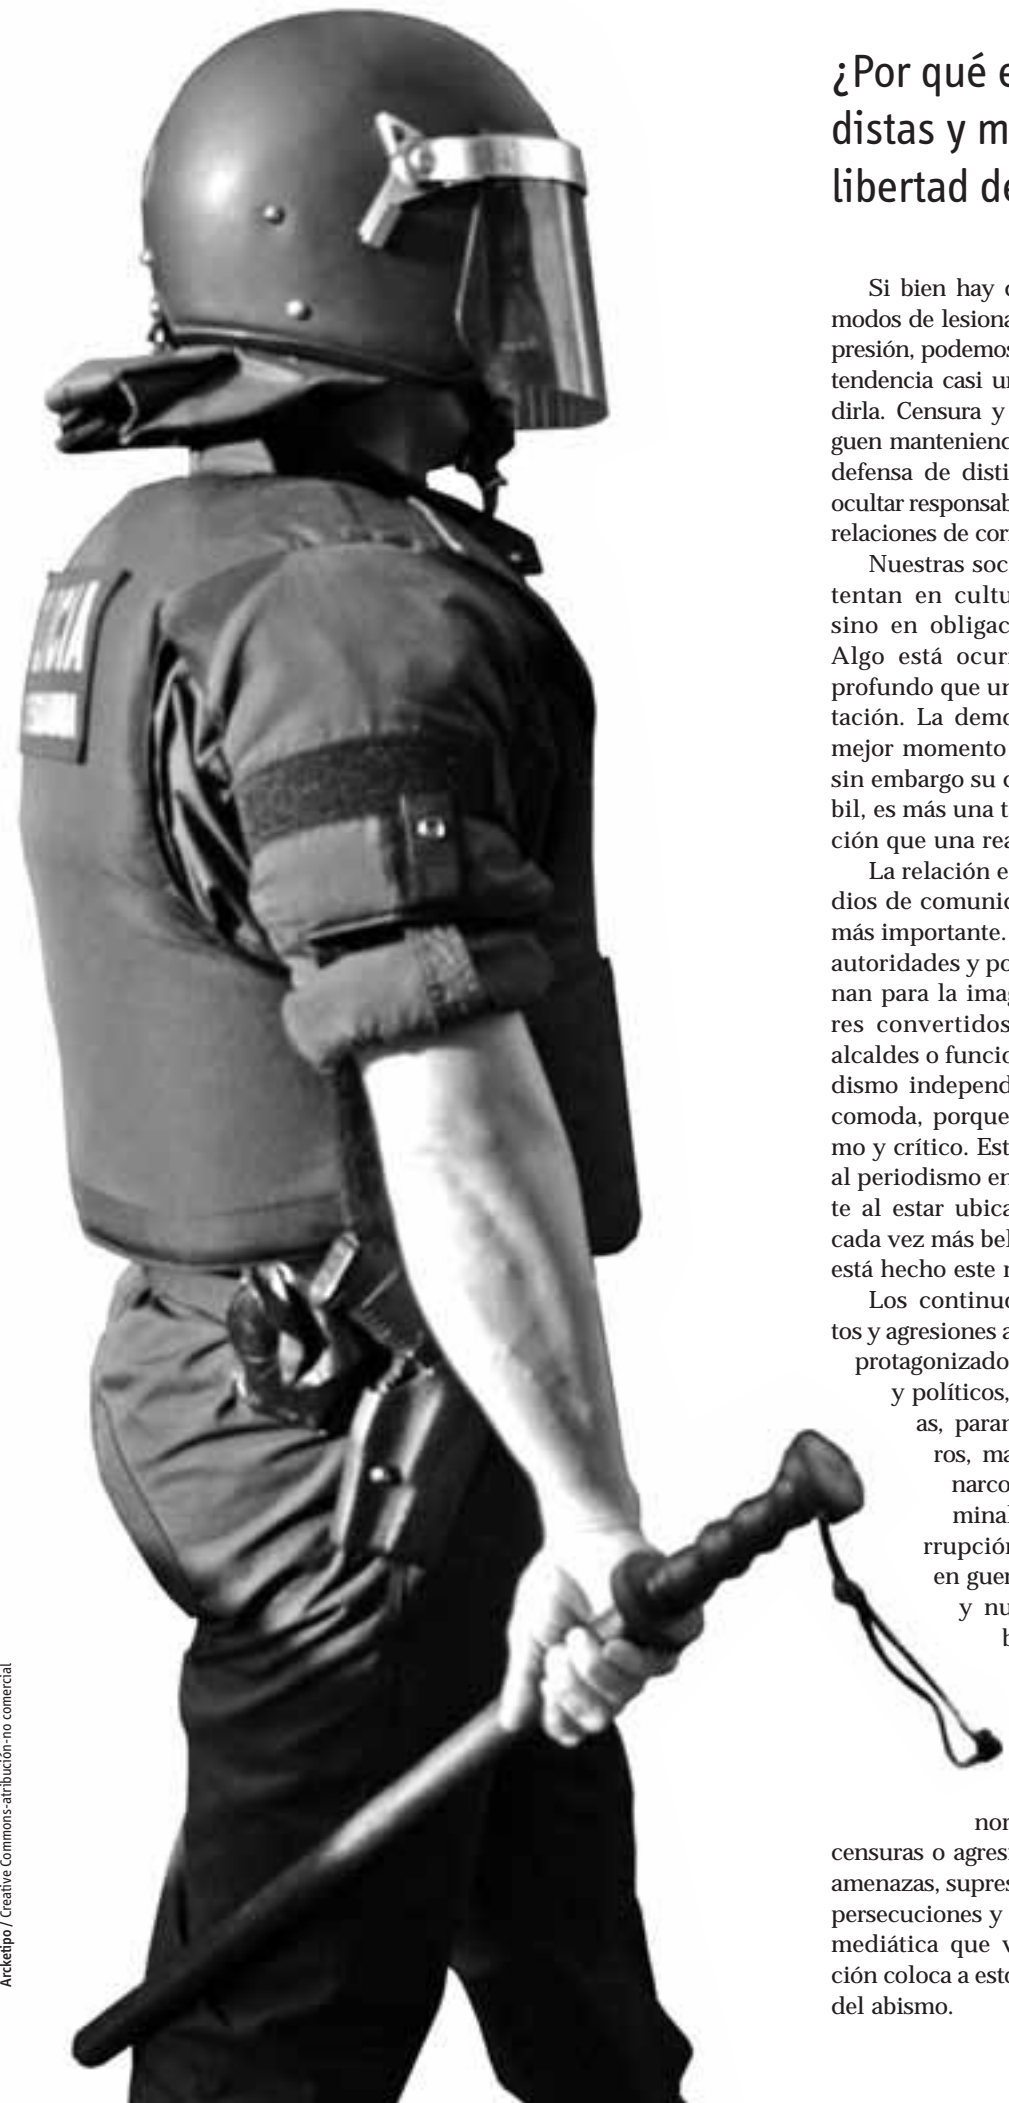 ¿Por qué e
distas y m
libertad de
Si bien hay
modos de lesiona
presión, podemos
tendencia casi un
dirla. Censura y
guen manteniend
defensa de disti
ocultar responsab
relaciones de cor
Nuestras soc
tentan en cultu
sino en obligac
Algo está ocurr
profundo que un
tación. La demo
mejor momento
sin embargo su
bil, es más una t
ción que una rea
La relación e
dios de comunic
más importante.
autoridades y po
nan para la imag
res convertidos
alcaldes o funcio
dismo independ
comoda, porque
mo y crítico. Est
al periodismo en
te al estar ubica
cada vez más bel
está hecho este
Los continuo
tos y agresiones a
protagonizado
y políticos,
as, param
ros, ma
narco
minal
rrupción
en guer
y nu
b
nor
censuras o agresi
amenazas, supres
persecuciones y
mediática que v
ción coloca a esto
del abismo.
Arcketipo / Creative Commons-atribución-no comercial